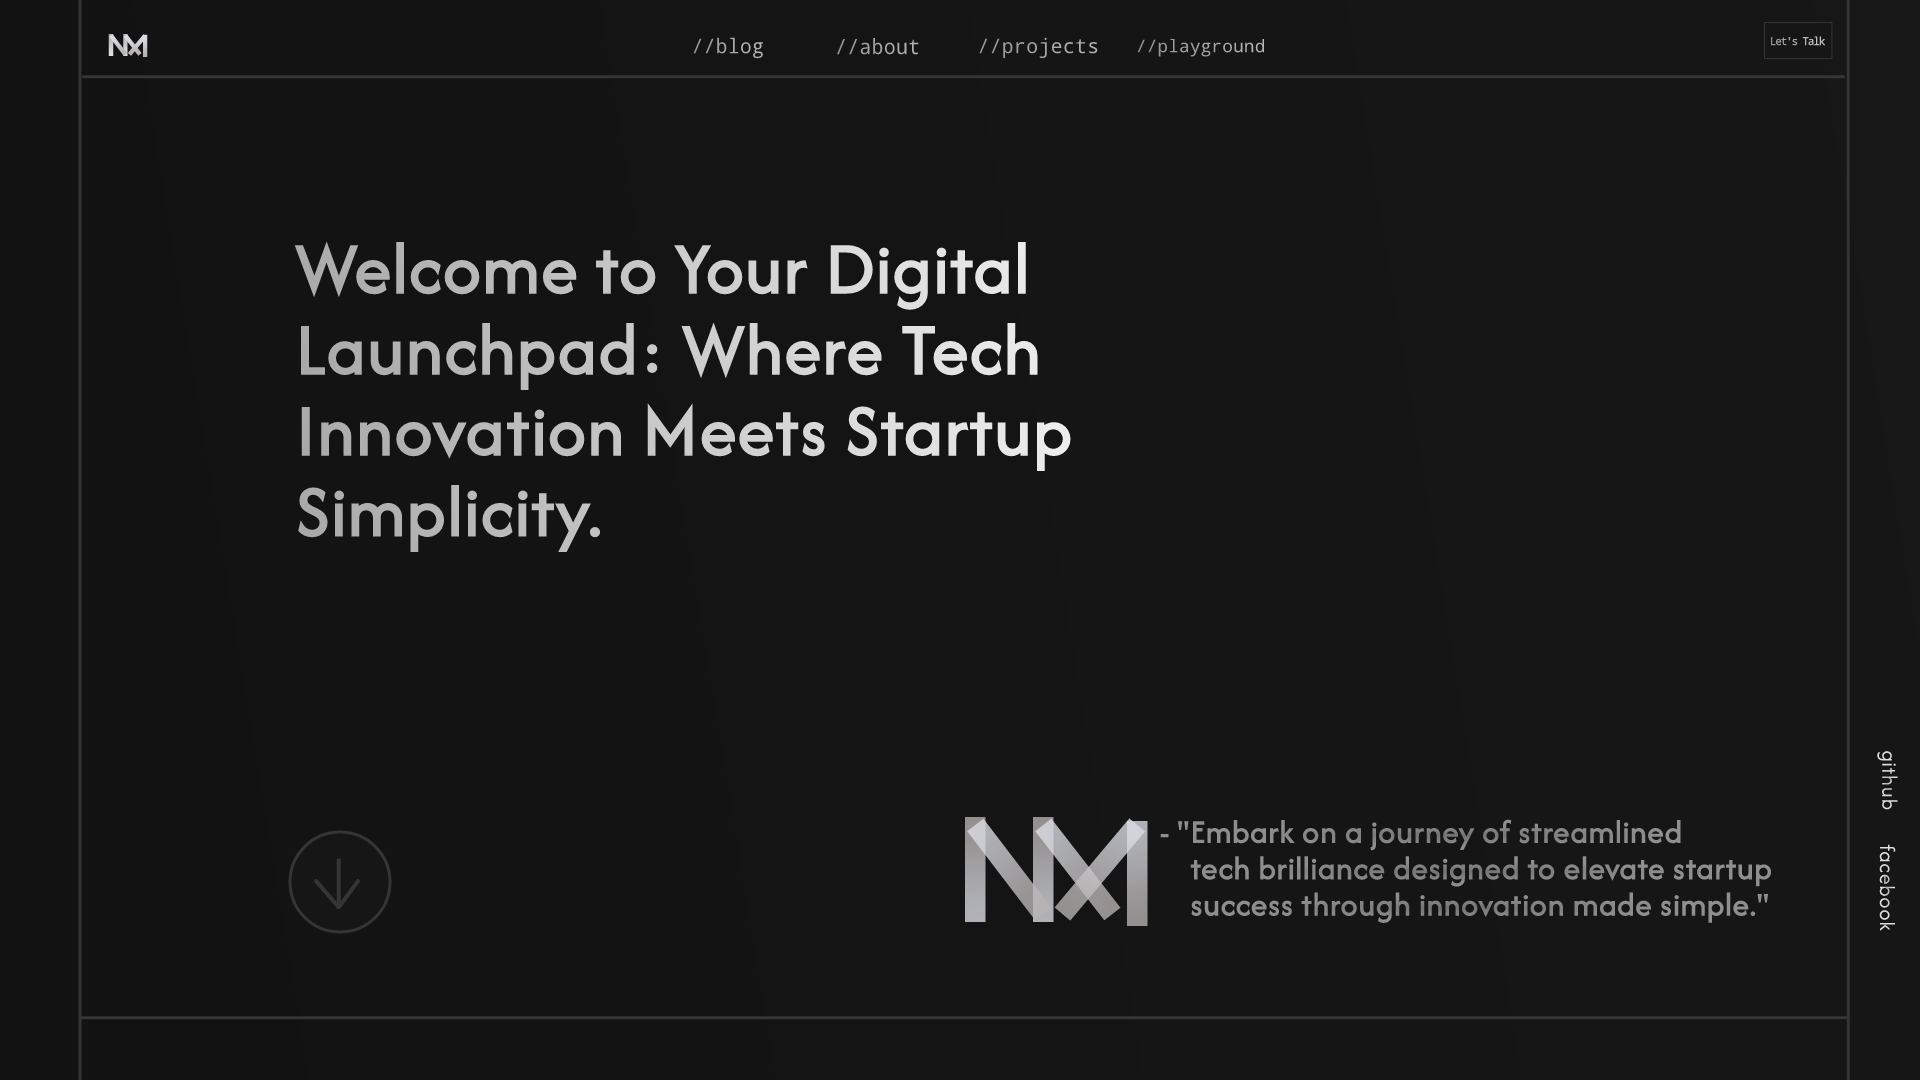 NM
//blog //about //projects //playground
Let's Talk
Welcome to Your Digital
Launchpad: Where Tech
Innovation Meets Startup
Simplicity.
NM
- "Embark on a journey of streamlined
tech brilliance designed to elevate startup
success through innovation made simple."
github
facebook